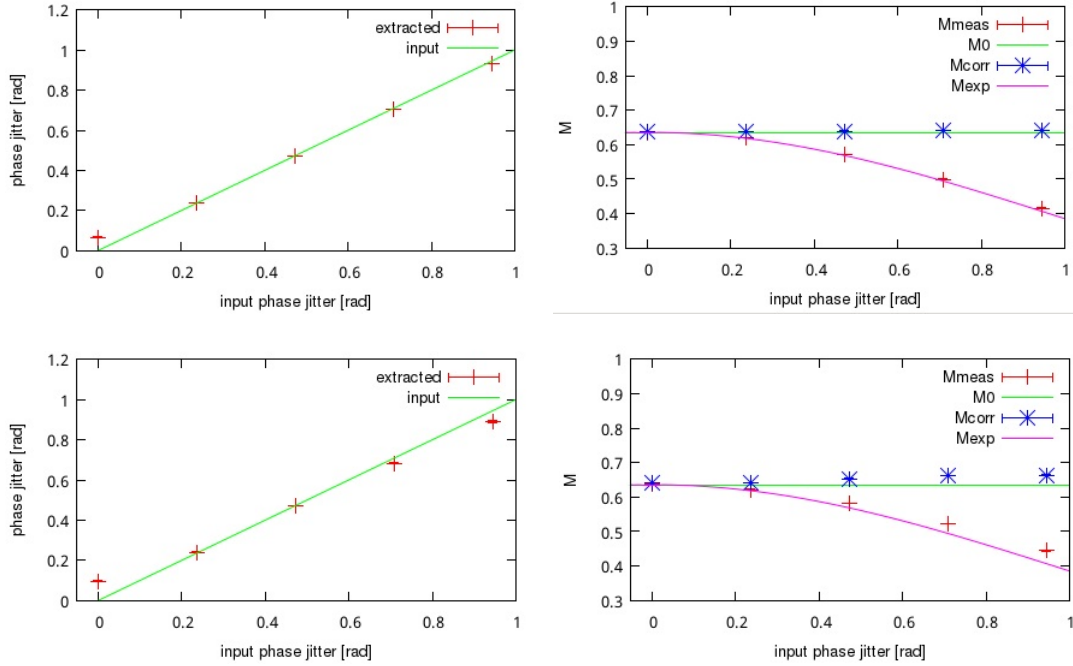 1.2
1
0.8
0.6
0.4
0.2
0
phase jitter [rad]
extracted
input
0 0.2 0.4 0.6 0.8 1
input phase jitter [rad]
1
0.9
0.8
0.7
0.6
0.5
0.4
0.3
M
Mmeas
M0
Mcorr
Mexp
0 0.2 0.4 0.6 0.8 1
input phase jitter [rad]
1.2
1
0.8
0.6
0.4
0.2
0
phase jitter [rad]
extracted
input
0 0.2 0.4 0.6 0.8 1
input phase jitter [rad]
1
0.9
0.8
0.7
0.6
0.5
0.4
0.3
M
Mmeas
M0
Mcorr
Mexp
0 0.2 0.4 0.6 0.8 1
input phase jitter [rad]